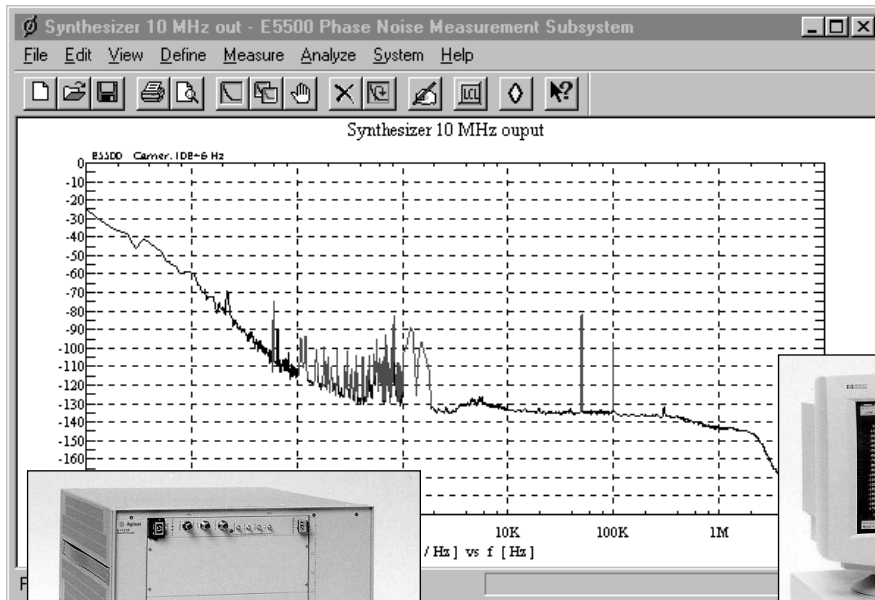 Synthesizer 10 MHz out - E5500 Phase Noise Measurement Subsystem
File Edit View Define Measure Analyze System Help
LCL
Synthesizer 10 MHz ouput
E5500 Carrier: 10E+6 Hz
0
-10
-20
-30
-40
-50
-60
-70
-80
-90
-100
-110
-120
-130
-140
-150
-160
10K 100K 1M
/ Hz ] vs f [ Hz ]
Agilent